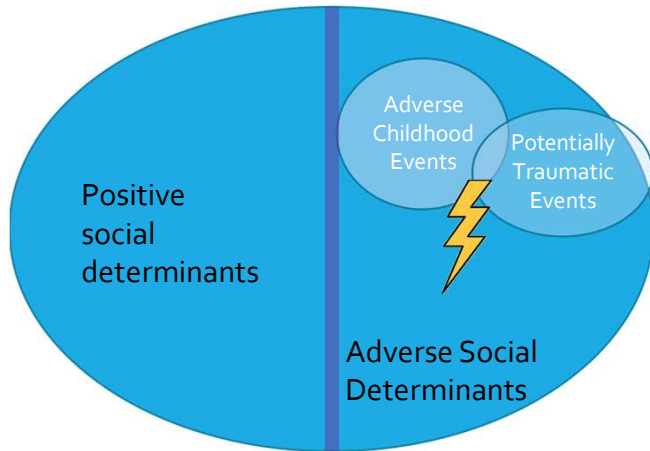 Positive
social
determinants
Adverse
Childhood
Events
Potentially
Traumatic
Events
Adverse Social
Determinants